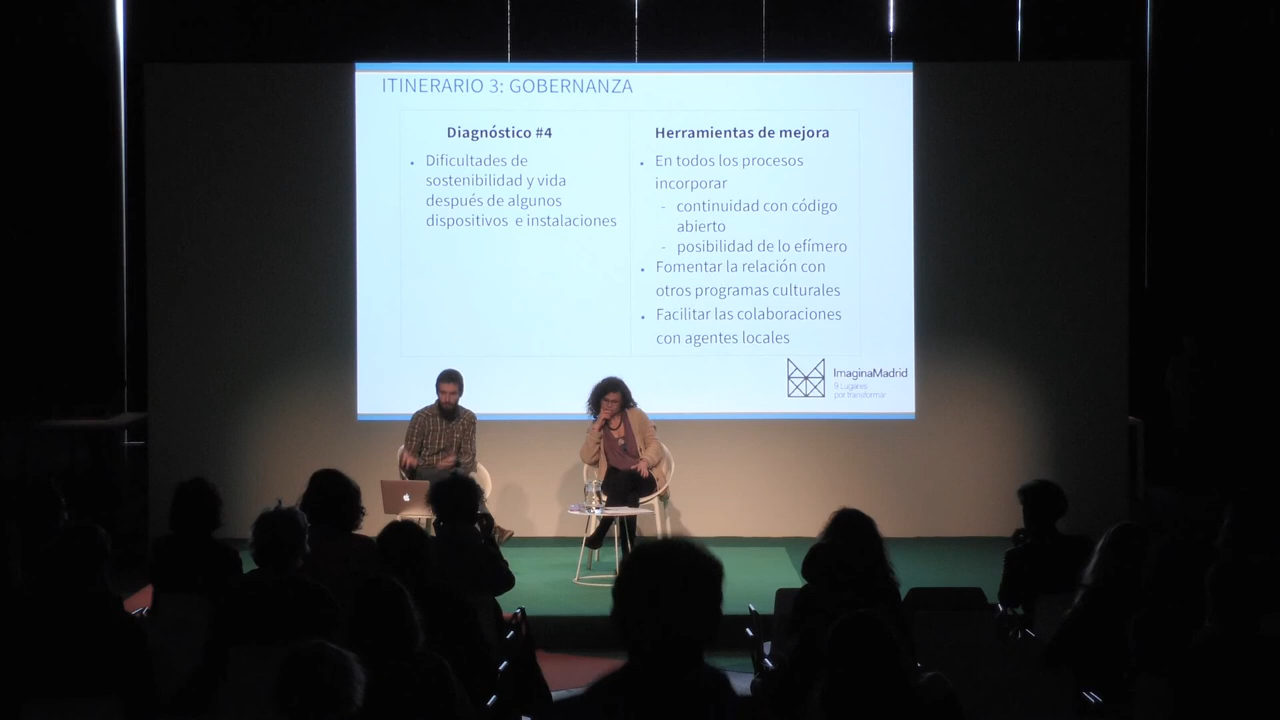 ITINERARIO 3: GOBERNANZA
Diagnóstico #4
• Dificultades de
sostenibilidad y vida
después de algunos
dispositivos e instalaciones
Herramientas de mejora
• En todos los procesos
incorporar
- continuidad con código
abierto
- posibilidad de lo efímero
• Fomentar la relación con
otros programas culturales
• Facilitar las colaboraciones
con agentes locales
ImaginaMadrid
9 Lugares
por transformar